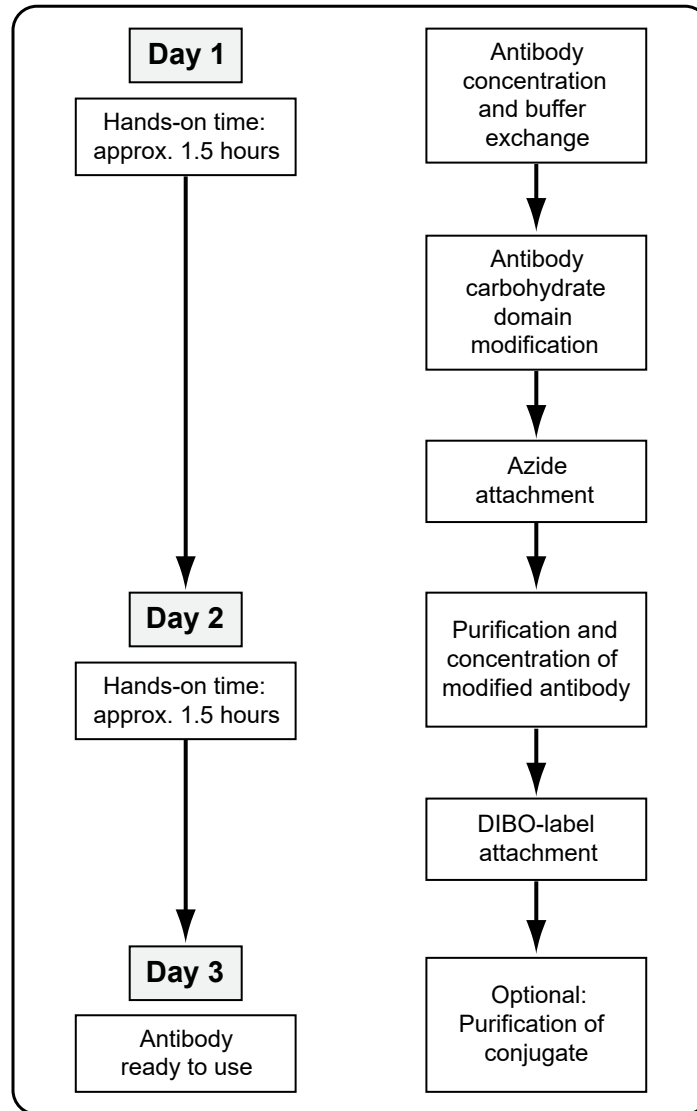 Day 1
Hands-on time:
approx. 1.5 hours
Day 2
Hands-on time:
approx. 1.5 hours
Day 3
Antibody
ready to use
Antibody
concentration
and buffer
exchange
Antibody
carbohydrate
domain
modification
Azide
attachment
Purification and
concentration of
modified antibody
DIBO-label
attachment
Optional:
Purification of
conjugate